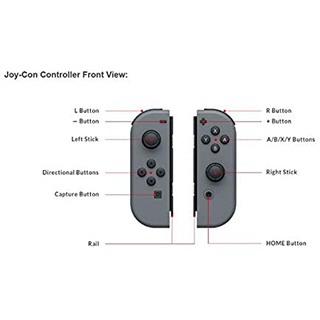 Joy-Con Controller Front View:
L Button
R Button
− Button
+ Button
Left Stick
A/B/X/Y Buttons
Directional Buttons
Right Stick
Capture Button
Rail
HOME Button